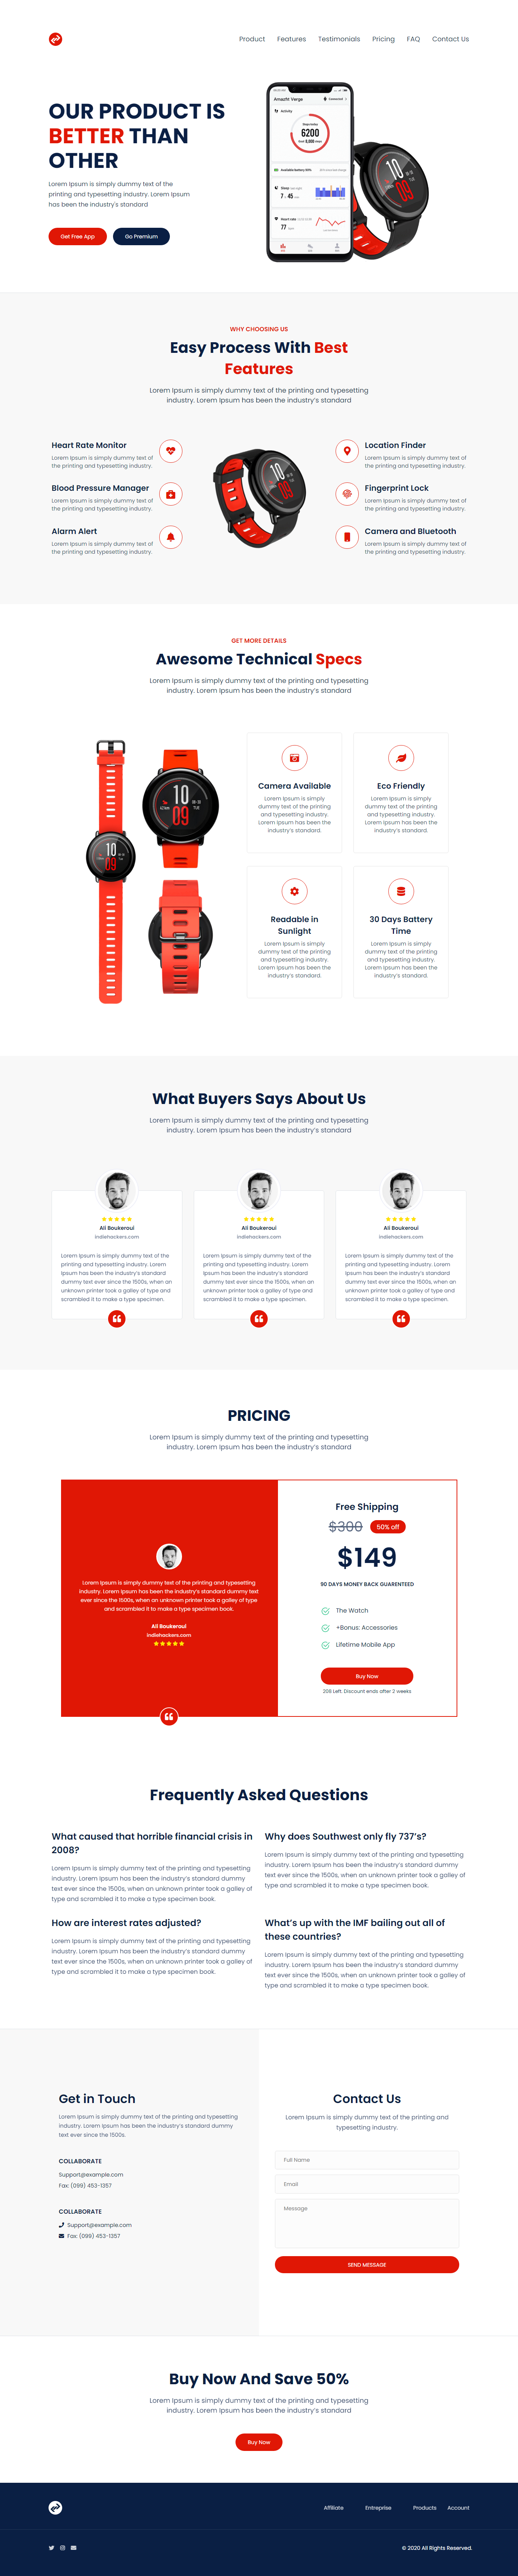 Product Features Testimonials Pricing FAQ Contact Us
OUR PRODUCT IS
BETTER THAN
OTHER
Lorem Ipsum is simply dummy text of the
printing and typesetting industry. Lorem Ipsum
has been the industry's standard
Get Free App Go Premium
Amazfit Verge Connected
Activity
6200
Sleep
7 45
Heart rate
77
10
09
WHY CHOOSING US
Easy Process With Best
Features
Lorem Ipsum is simply dummy text of the printing and typesetting
industry. Lorem Ipsum has been the industry's standard
Heart Rate Monitor
Lorem Ipsum is simply dummy text of
the printing and typesetting industry.
Blood Pressure Manager
Lorem Ipsum is simply dummy text of
the printing and typesetting industry.
Alarm Alert
Lorem Ipsum is simply dummy text of
the printing and typesetting industry.
10
09
Location Finder
Lorem Ipsum is simply dummy text of
the printing and typesetting industry.
Fingerprint Lock
Lorem Ipsum is simply dummy text of
the printing and typesetting industry.
Camera and Bluetooth
Lorem Ipsum is simply dummy text of
the printing and typesetting industry.
GET MORE DETAILS
Awesome Technical Specs
Lorem Ipsum is simply dummy text of the printing and typesetting
industry. Lorem Ipsum has been the industry's standard
10
09
10
09
Camera Available
Lorem Ipsum is simply
dummy text of the printing
and typesetting industry.
Lorem Ipsum has been the
industry's standard.
Eco Friendly
Lorem Ipsum is simply
dummy text of the printing
and typesetting industry.
Lorem Ipsum has been the
industry's standard.
Readable in
Sunlight
Lorem Ipsum is simply
dummy text of the printing
and typesetting industry.
Lorem Ipsum has been the
industry's standard.
30 Days Battery
Time
Lorem Ipsum is simply
dummy text of the printing
and typesetting industry.
Lorem Ipsum has been the
industry's standard.
What Buyers Says About Us
Lorem Ipsum is simply dummy text of the printing and typesetting
industry. Lorem Ipsum has been the industry's standard
Ali Boukeroui
Indiehackers.com
Lorem Ipsum is simply dummy text of the
printing and typesetting industry. Lorem
Ipsum has been the industry's standard
dummy text ever since the 1500s, when an
unknown printer took a galley of type and
scrambled it to make a type specimen.
Ali Boukeroui
Indiehackers.com
Lorem Ipsum is simply dummy text of the
printing and typesetting industry. Lorem
Ipsum has been the industry's standard
dummy text ever since the 1500s, when an
unknown printer took a galley of type and
scrambled it to make a type specimen.
Ali Boukeroui
Indiehackers.com
Lorem Ipsum is simply dummy text of the
printing and typesetting industry. Lorem
Ipsum has been the industry's standard
dummy text ever since the 1500s, when an
unknown printer took a galley of type and
scrambled it to make a type specimen.
PRICING
Lorem Ipsum is simply dummy text of the printing and typesetting
industry. Lorem Ipsum has been the industry's standard
Lorem Ipsum is simply dummy text of the printing and typesetting
industry. Lorem Ipsum has been the industry's standard dummy text
ever since the 1500s, when an unknown printer took a galley of type
and scrambled it to make a type specimen book.
Ali Boukeroui
indiehackers.com
Free Shipping
$300 50% off
$149
90 DAYS MONEY BACK GUARENTEED
The Watch
+Bonus: Accessories
Lifetime Mobile App
Buy Now
208 Left. Discount ends after 2 weeks
Frequently Asked Questions
What caused that horrible financial crisis in
2008?
Lorem Ipsum is simply dummy text of the printing and typesetting
industry. Lorem Ipsum has been the industry's standard dummy
text ever since the 1500s, when an unknown printer took a galley of
type and scrambled it to make a type specimen book.
Why does Southwest only fly 737's?
Lorem Ipsum is simply dummy text of the printing and typesetting
industry. Lorem Ipsum has been the industry's standard dummy
text ever since the 1500s, when an unknown printer took a galley of
type and scrambled it to make a type specimen book.
How are interest rates adjusted?
Lorem Ipsum is simply dummy text of the printing and typesetting
industry. Lorem Ipsum has been the industry's standard dummy
text ever since the 1500s, when an unknown printer took a galley of
type and scrambled it to make a type specimen book.
What's up with the IMF bailing out all of
these countries?
Lorem Ipsum is simply dummy text of the printing and typesetting
industry. Lorem Ipsum has been the industry's standard dummy
text ever since the 1500s, when an unknown printer took a galley of
type and scrambled it to make a type specimen book.
Get in Touch
Lorem Ipsum is simply dummy text of the printing and typesetting
industry. Lorem Ipsum has been the industry's standard dummy
text ever since the 1500s.
COLLABORATE
Support@example.com
Fax: (099) 453-1357
COLLABORATE
Support@example.com
Fax: (099) 453-1357
Contact Us
Lorem Ipsum is simply dummy text of the printing and
typesetting industry.
Full Name
Email
Message
SEND MESSAGE
Buy Now And Save 50%
Lorem Ipsum is simply dummy text of the printing and typesetting
industry. Lorem Ipsum has been the industry's standard
Buy Now
Affiliate Entreprise Products Account
© 2020 All Rights Reserved.